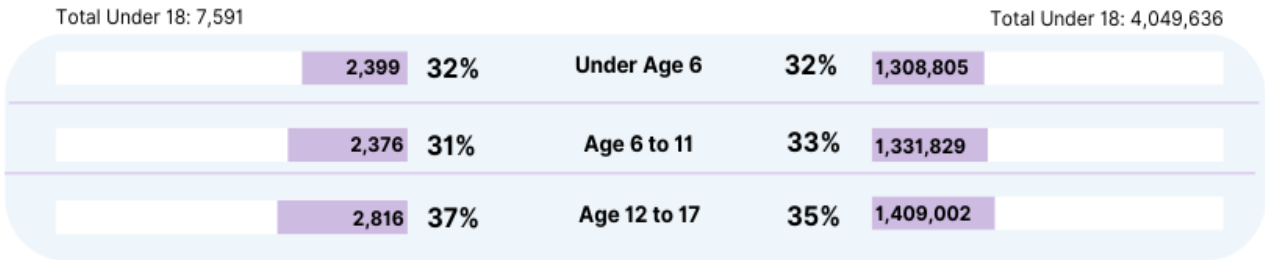 Total Under 18: 7,591 Total Under 18: 4,049,636
2,399 32% Under Age 6 32% 1,308,805
2,376 31% Age 6 to 11 33% 1,331,829
2,816 37% Age 12 to 17 35% 1,409,002